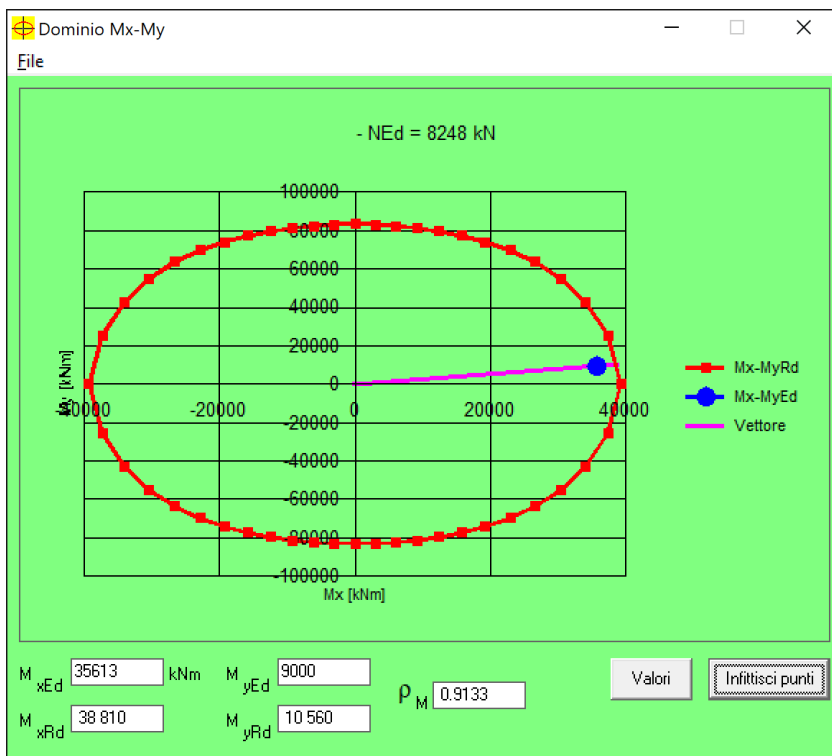 Dominio Mx-My
File
- NEd = 8248 kN
100000
80000
60000
40000
20000
0
-40000 -20000 0 20000 40000
-20000
-40000
-60000
-80000
-100000
My [kNm]
Mx [kNm]
Mx-MyRd
Mx-MyEd
Vettore
M xEd 35613 kNm M yEd 9000
M xRd 38 810 M yRd 10 560
ρ M 0.9133
Valori
Infittisci punti